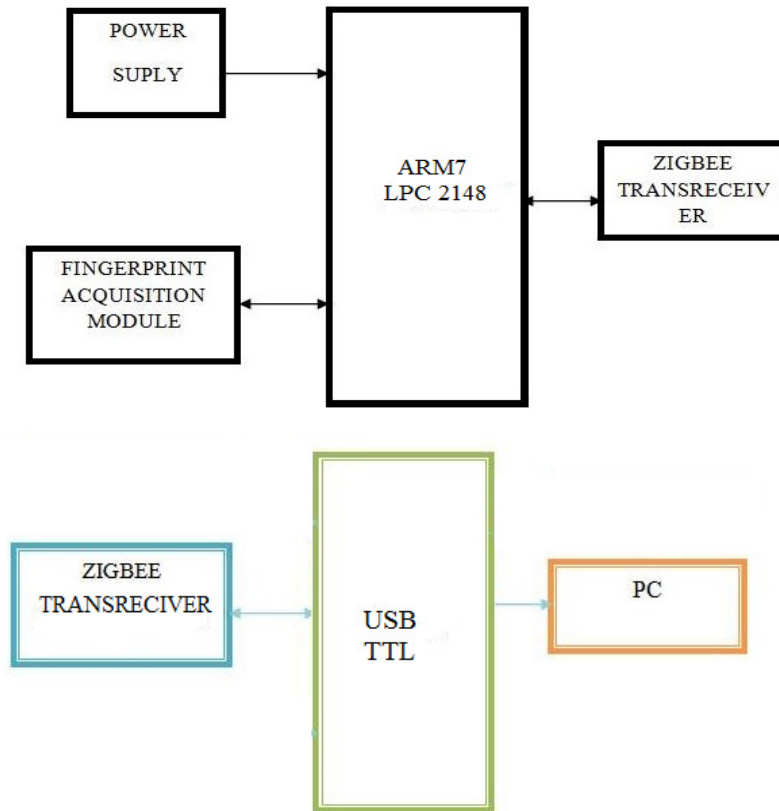 POWER
SUPLY
ARM7
LPC 2148
ZIGBEE
TRANSRECEIV
ER
FINGERPRINT
ACQUISITION
MODULE
ZIGBEE
TRANSRECIVER
USB
TTL
PC